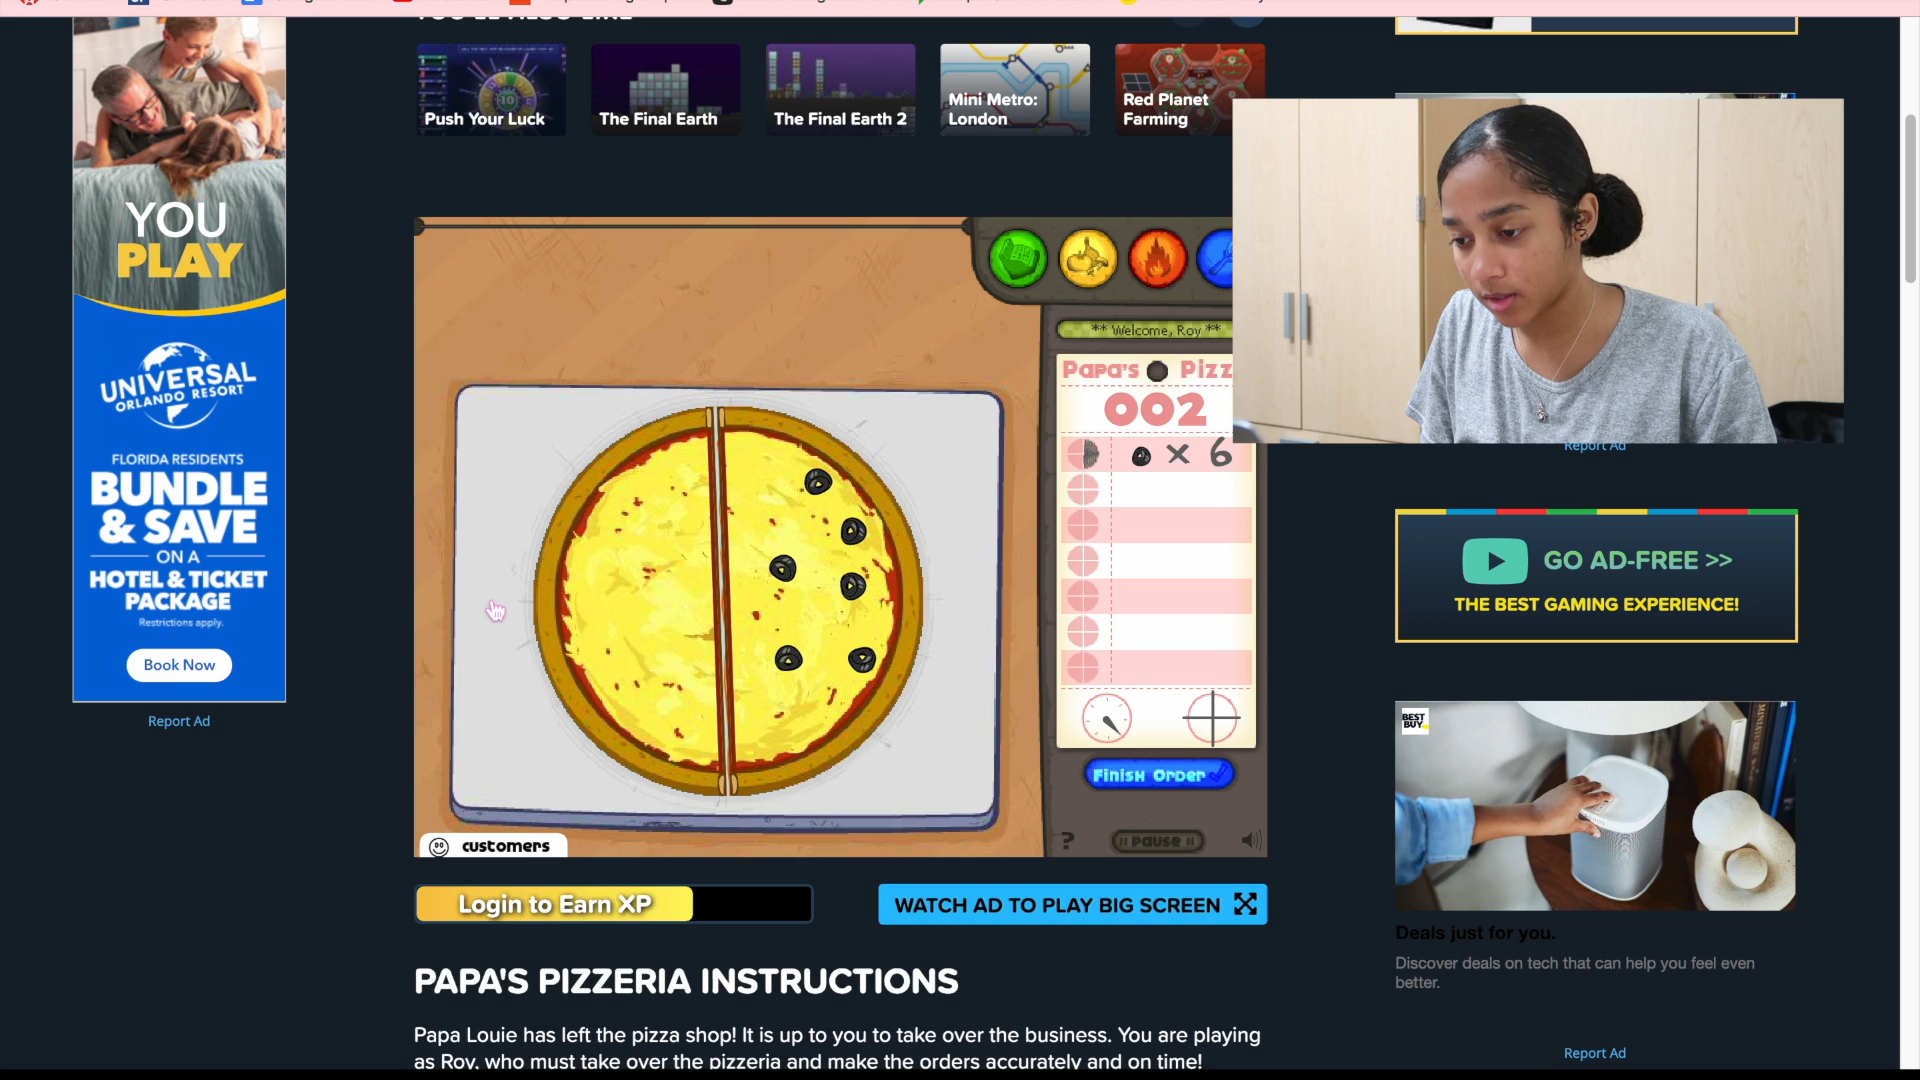 Push Your Luck
The Final Earth
The Final Earth 2
Mini Metro:
London
Red Planet
Farming
YOU
PLAY
UNIVERSAL
ORLANDO RESORT
FLORIDA RESIDENTS
BUNDLE
& SAVE
ON A
HOTEL & TICKET
PACKAGE
Restrictions apply.
Book Now
Report Ad
** Welcome, Roy **
Papa's Pizz
002
x 6
Finish Order
? pause
customers
Login to Earn XP
WATCH AD TO PLAY BIG SCREEN
PAPA'S PIZZERIA INSTRUCTIONS
Papa Louie has left the pizza shop! It is up to you to take over the business. You are playing
as Roy, who must take over the pizzeria and make the orders accurately and on time!
Report Ad
GO AD-FREE >>
THE BEST GAMING EXPERIENCE!
BEST
BUY
Deals just for you.
Discover deals on tech that can help you feel even
better.
Report Ad